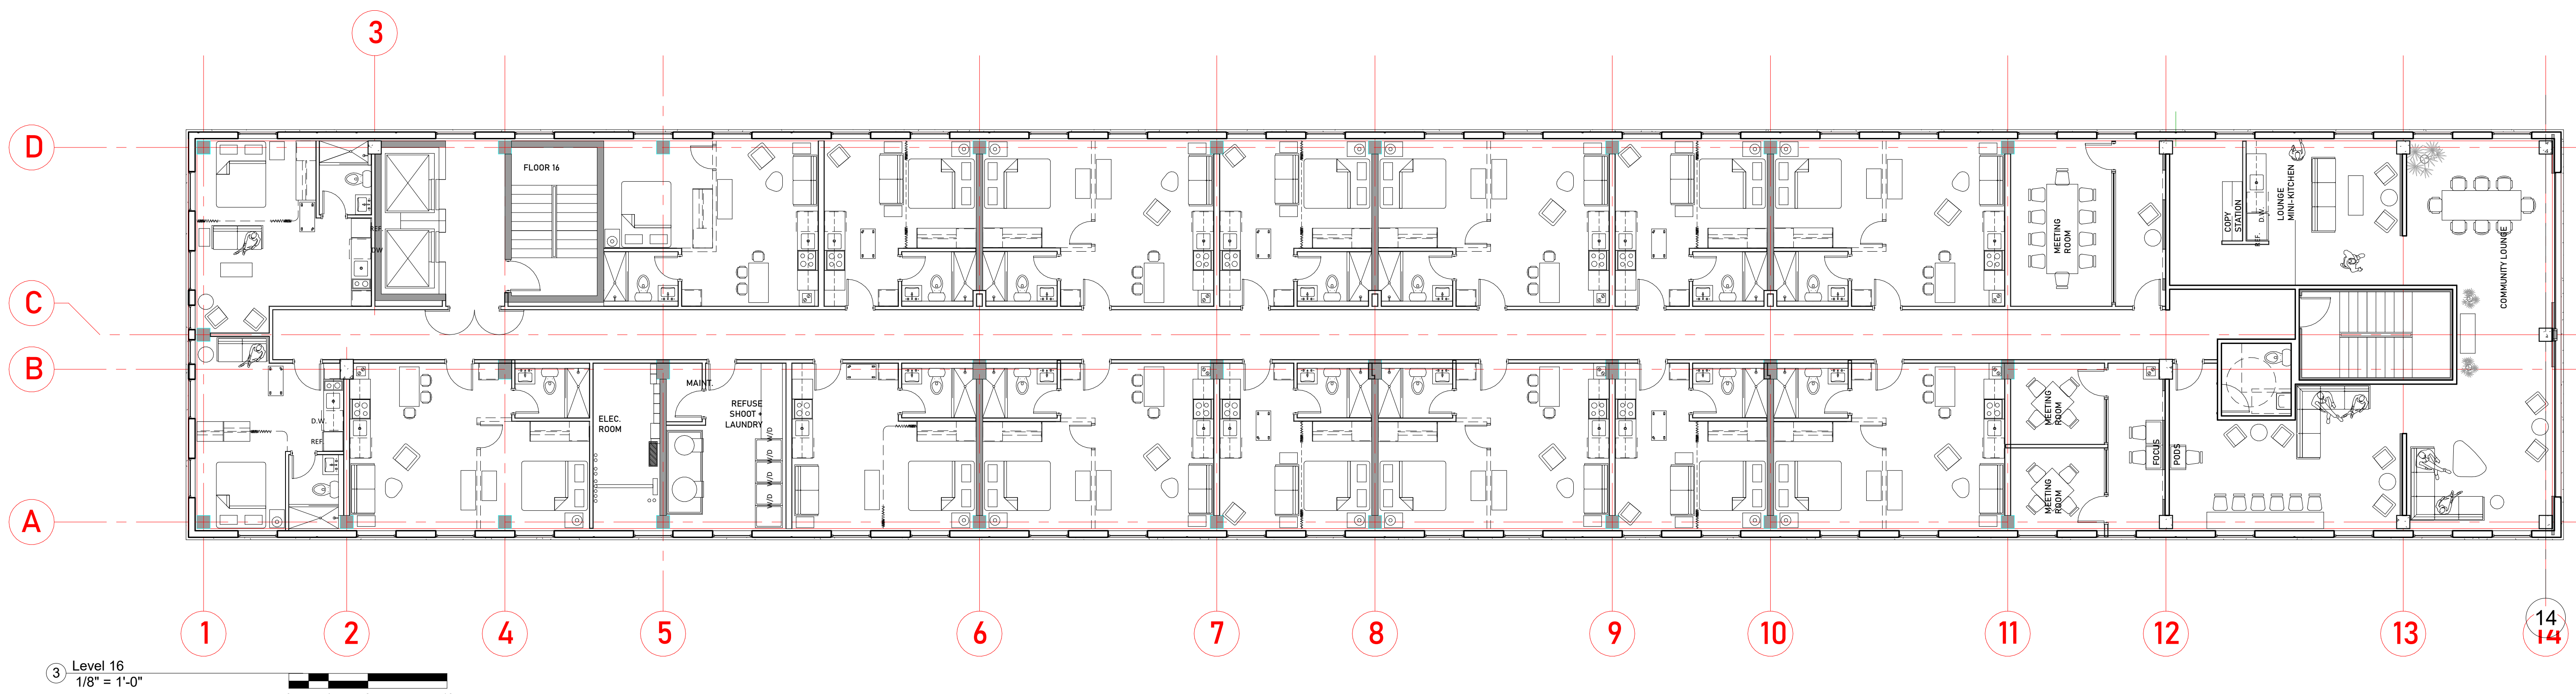 3
D
FLOOR 16
REF.
DW
MEETING
ROOM
COPY
STATION
REF.
D.W.
LOUNGE
MINI-KITCHEN
COMMUNITY LOUNGE
C
B
MAINT.
REFUSE
SHOOT +
LAUNDRY
ELEC.
ROOM
D.W.
REF.
W/D
W/D
W/D
W/D
MEETING
ROOM
MEETING
ROOM
FOCUS
PODS
A
1
2
4
5
6
7
8
9
10
11
12
13
14
14
3
Level 16
1/8" = 1'-0"